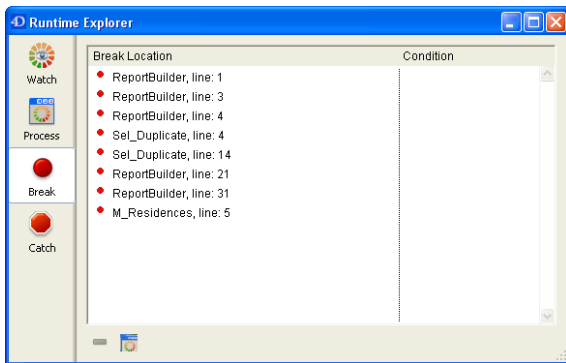 4D Runtime Explorer
Watch
Process
Break
Catch
Break Location Condition
ReportBuilder, line: 1
ReportBuilder, line: 3
ReportBuilder, line: 4
Sel_Duplicate, line: 4
Sel_Duplicate, line: 14
ReportBuilder, line: 21
ReportBuilder, line: 31
M_Residences, line: 5